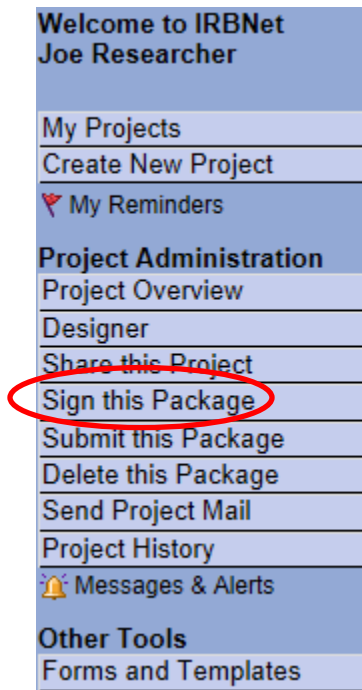 Welcome to IRBNet
Joe Researcher
My Projects
Create New Project
My Reminders
Project Administration
Project Overview
Designer
Share this Project
Sign this Package
Submit this Package
Delete this Package
Send Project Mail
Project History
Messages & Alerts
Other Tools
Forms and Templates